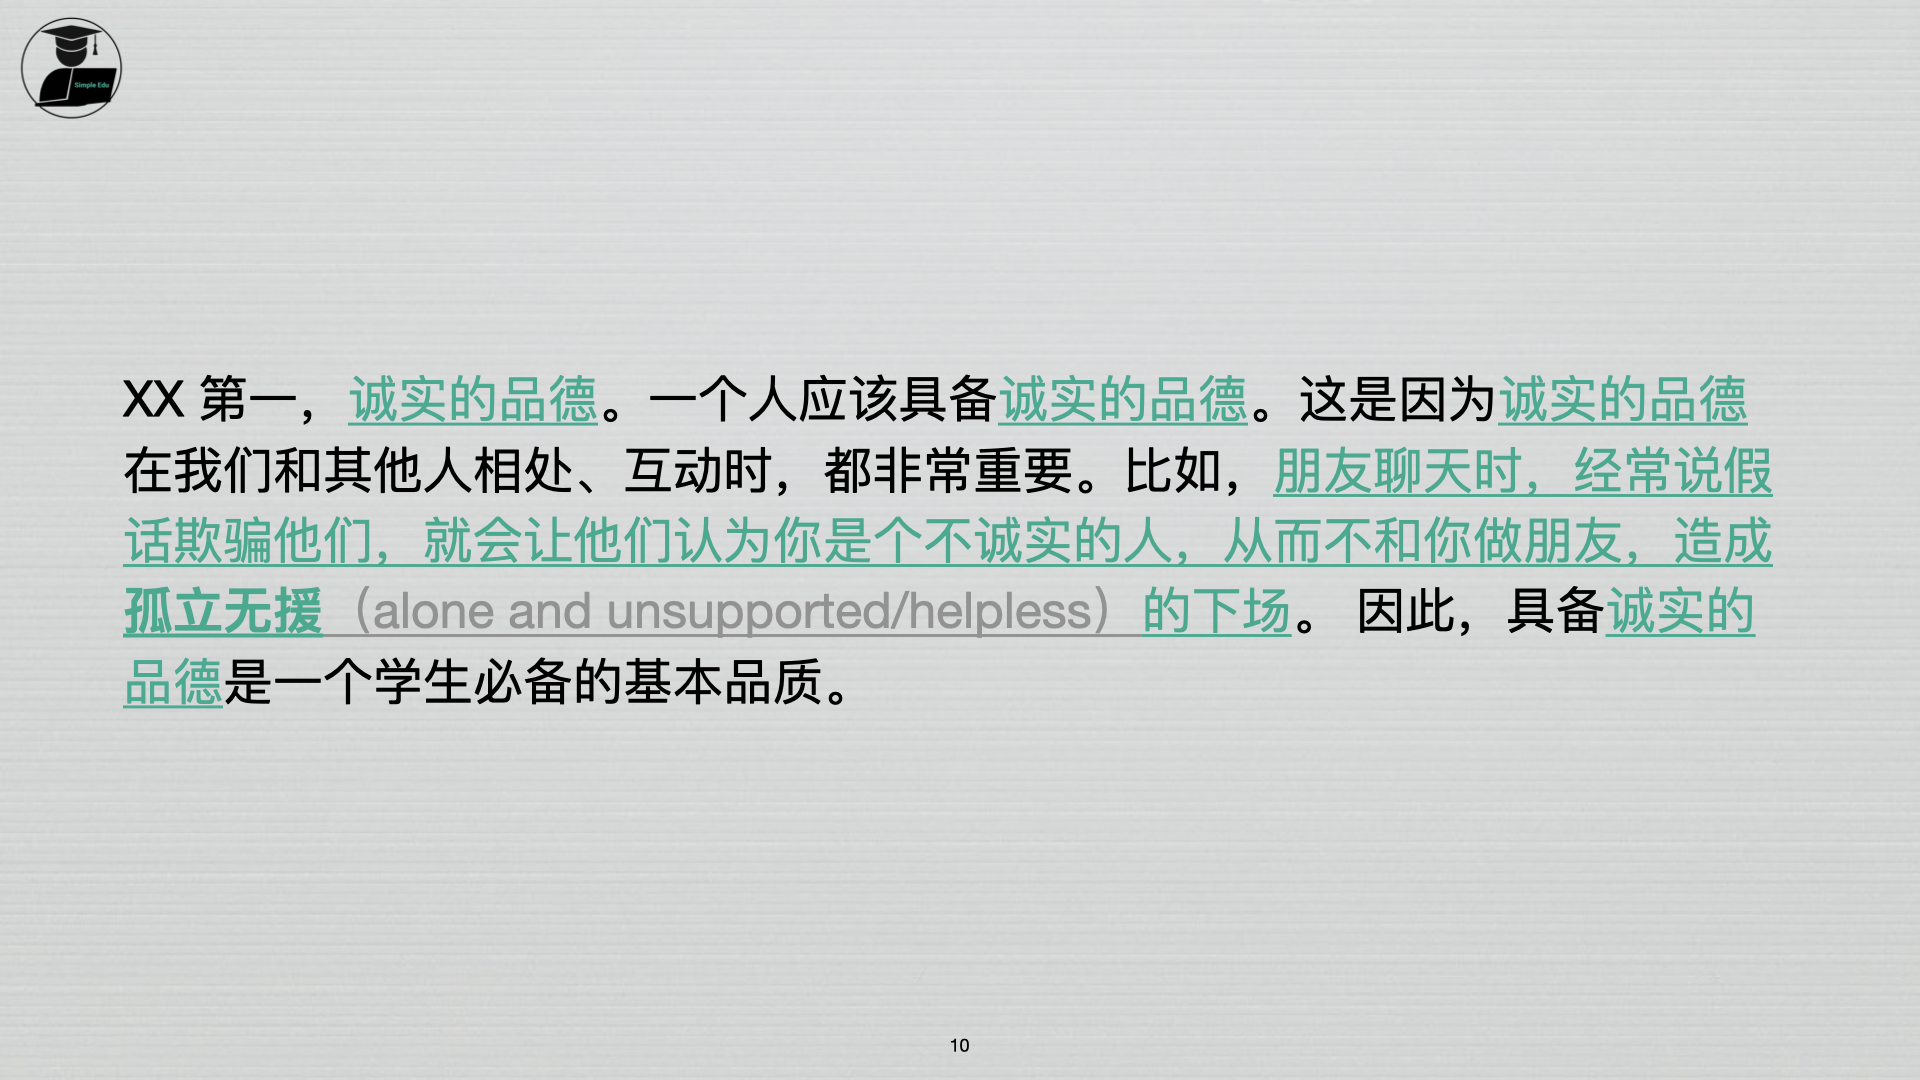 Simple Edu
XX 第一，诚实的品德。一个人应该具备诚实的品德。这是因为诚实的品德
在我们和其他人相处、互动时，都非常重要。比如，朋友聊天时，经常说假
话欺骗他们，就会让他们认为你是个不诚实的人，从而不和你做朋友，造成
孤立无援（alone and unsupported/helpless）的下场。 因此，具备诚实的
品德是一个学生必备的基本品质。
10